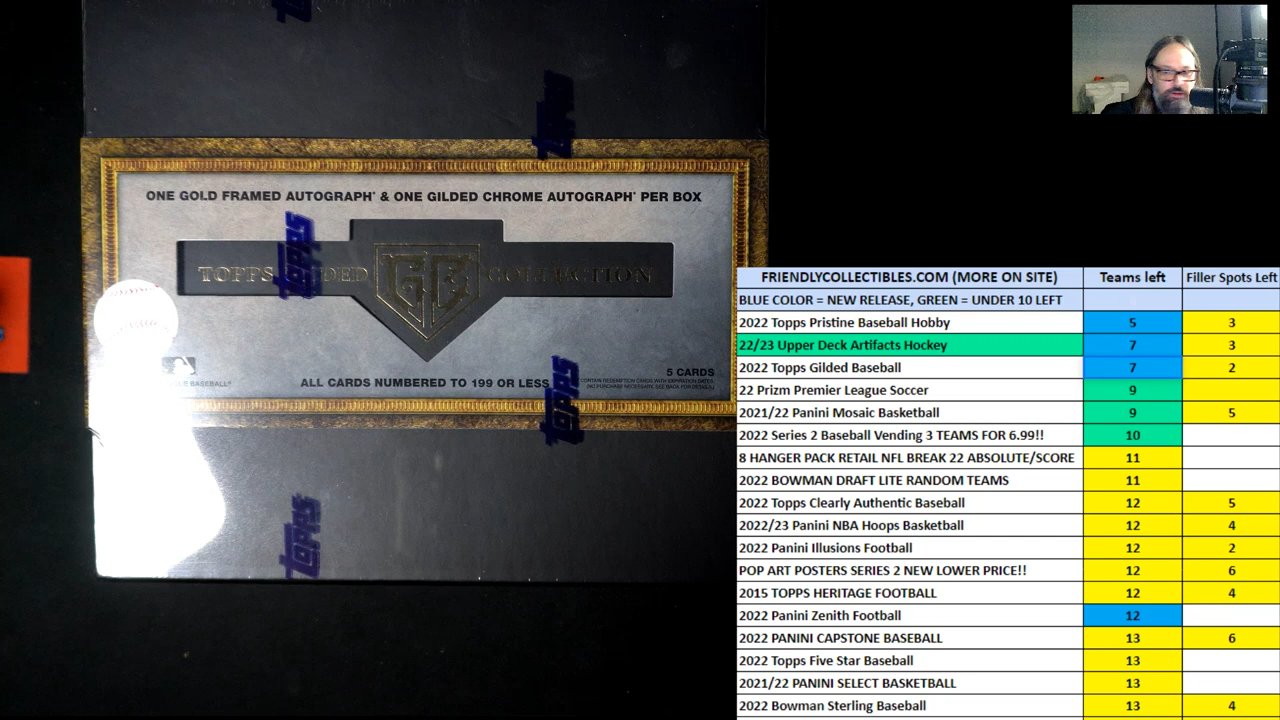 TOPPS
TOPPS
ONE GOLD FRAMED AUTOGRAPH* & ONE GILDED CHROME AUTOGRAPH* PER BOX
TOPPS
TOPPS DED GC COLLECTION
5 CARDS
ALL CARDS NUMBERED TO 199 OR LESS
TOPPS
TOPPS
FRIENDLYCOLLECTIBLES.COM (MORE ON SITE) Teams left Filler Spots Left
BLUE COLOR = NEW RELEASE, GREEN = UNDER 10 LEFT
2022 Topps Pristine Baseball Hobby 5 3
22/23 Upper Deck Artifacts Hockey 7 3
2022 Topps Gilded Baseball 7 2
22 Prizm Premier League Soccer 9
2021/22 Panini Mosaic Basketball 9 5
2022 Series 2 Baseball Vending 3 TEAMS FOR 6.99!! 10
8 HANGER PACK RETAIL NFL BREAK 22 ABSOLUTE/SCORE 11
2022 BOWMAN DRAFT LITE RANDOM TEAMS 11
2022 Topps Clearly Authentic Baseball 12 5
2022/23 Panini NBA Hoops Basketball 12 4
2022 Panini Illusions Football 12 2
POP ART POSTERS SERIES 2 NEW LOWER PRICE!! 12 6
2015 TOPPS HERITAGE FOOTBALL 12 4
2022 Panini Zenith Football 12
2022 PANINI CAPSTONE BASEBALL 13 6
2022 Topps Five Star Baseball 13
2021/22 PANINI SELECT BASKETBALL 13
2022 Bowman Sterling Baseball 13 4